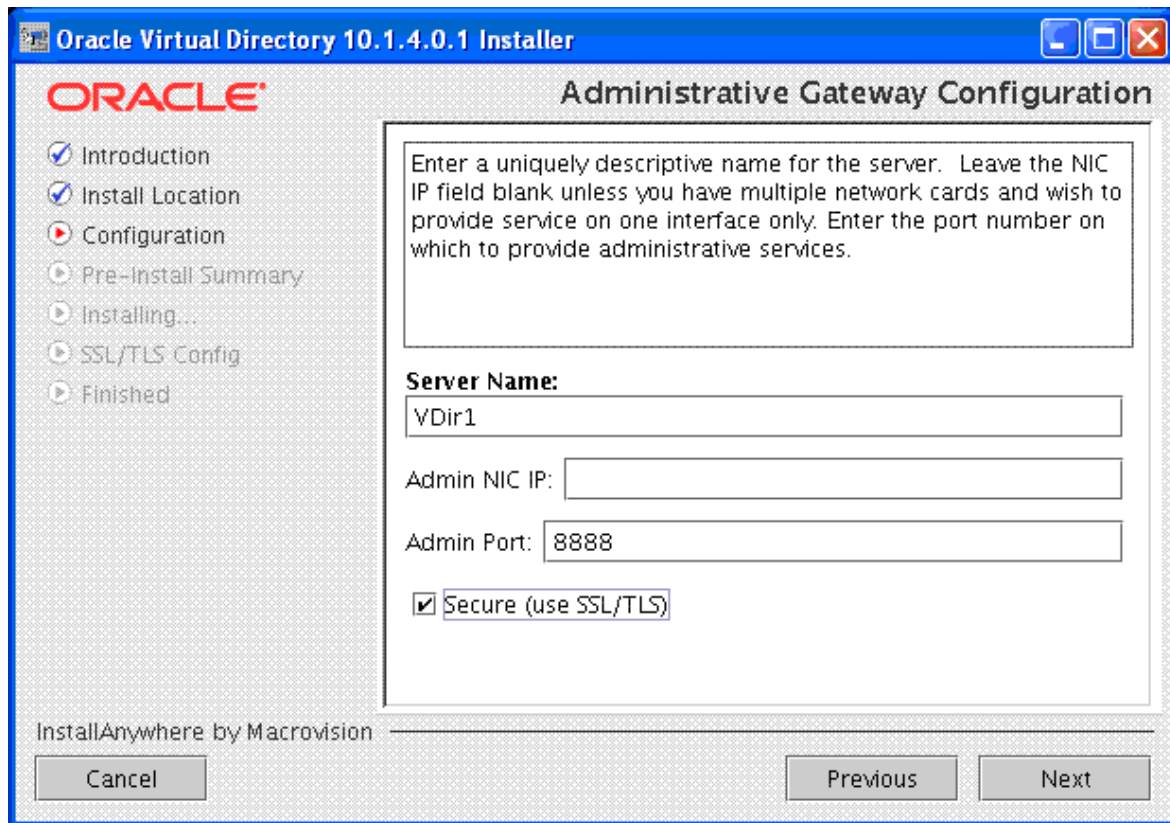 Oracle Virtual Directory 10.1.4.0.1 Installer
ORACLE®
Administrative Gateway Configuration
Introduction
Install Location
Configuration
Pre-Install Summary
Installing...
SSL/TLS Config
Finished
Enter a uniquely descriptive name for the server.  Leave the NIC
IP field blank unless you have multiple network cards and wish to
provide service on one interface only. Enter the port number on
which to provide administrative services.
Server Name:
VDir1
Admin NIC IP:
Admin Port: 8888
Secure (use SSL/TLS)
InstallAnywhere by Macrovision
Cancel Previous Next